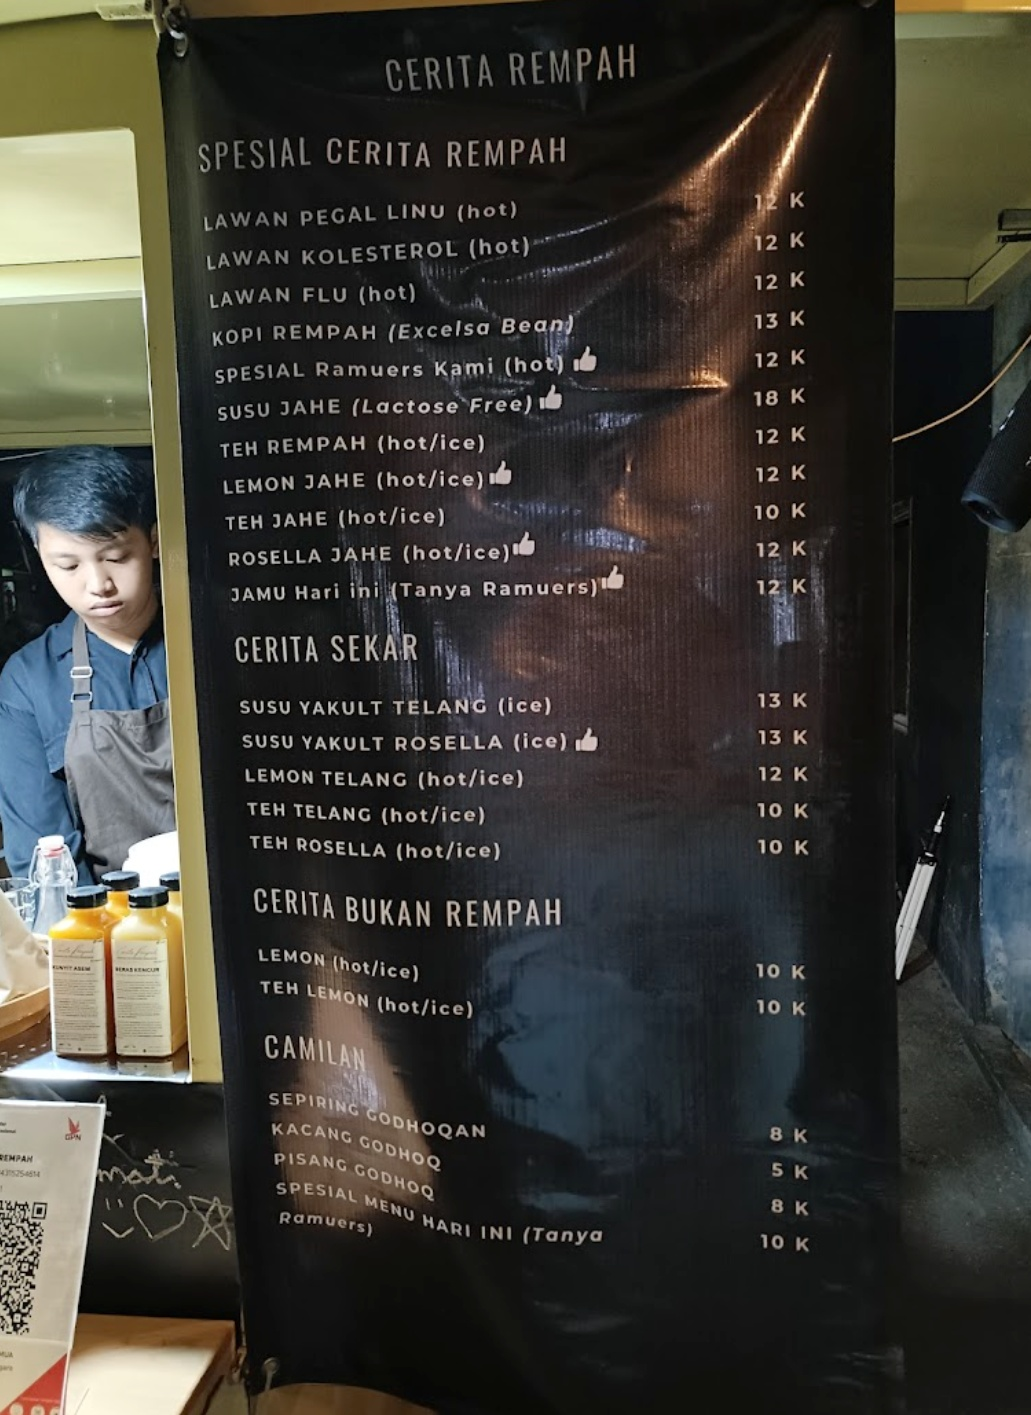 CERITA REMPAH
SPESIAL CERITA REMPAH
LAWAN PEGAL LINU (hot) 12 K
LAWAN KOLESTEROL (hot) 12 K
LAWAN FLU (hot) 12 K
KOPI REMPAH (Excelsa Bean) 13 K
SPESIAL Ramuers Kami (hot) 12 K
SUSU JAHE (Lactose Free) 18 K
TEH REMPAH (hot/ice) 12 K
LEMON JAHE (hot/ice) 12 K
TEH JAHE (hot/ice) 10 K
ROSELLA JAHE (hot/ice) 12 K
JAMU Hari ini (Tanya Ramuers) 12 K
CERITA SEKAR
SUSU YAKULT TELANG (ice) 13 K
SUSU YAKULT ROSELLA (ice) 13 K
LEMON TELANG (hot/ice) 12 K
TEH TELANG (hot/ice) 10 K
TEH ROSELLA (hot/ice) 10 K
CERITA BUKAN REMPAH
LEMON (hot/ice) 10 K
TEH LEMON (hot/ice) 10 K
CAMILAN
SEPIRING GODHOQAN 8 K
KACANG GODHOQ 5 K
PISANG GODHOQ 8 K
SPESIAL MENU HARI INI (Tanya
Ramuers) 10 K
KUNYIT ASEM
BERAS KENCUR
GPN
REMPAH